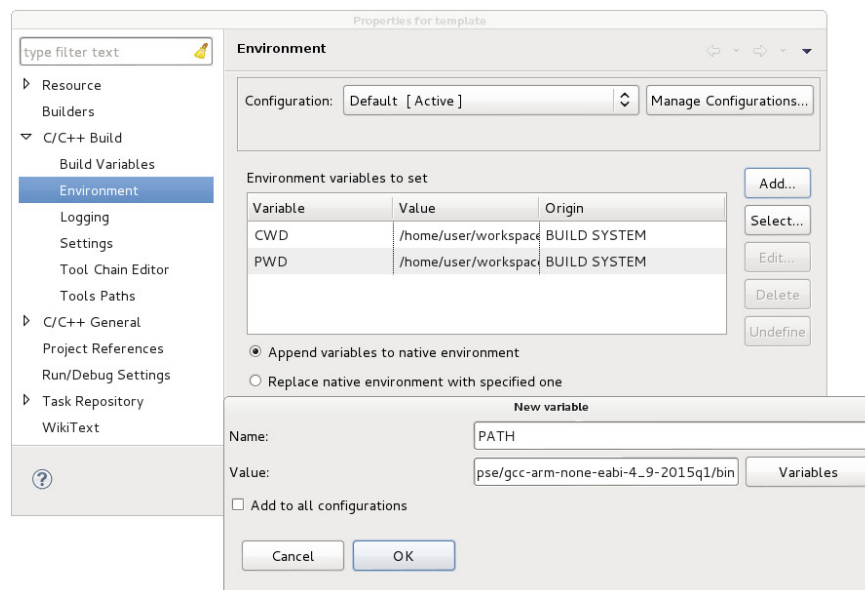 Properties for template
type filter text
Resource
Builders
C/C++ Build
Build Variables
Environment
Logging
Settings
Tool Chain Editor
Tools Paths
C/C++ General
Project References
Run/Debug Settings
Task Repository
WikiText
Environment
Configuration: Default [ Active ] Manage Configurations...
Environment variables to set
Variable Value Origin
CWD /home/user/workspace BUILD SYSTEM
PWD /home/user/workspace BUILD SYSTEM
Add...
Select...
Edit...
Delete
Undefine
Append variables to native environment
Replace native environment with specified one
New variable
Name: PATH
Value: pse/gcc-arm-none-eabi-4_9-2015q1/bin Variables
Add to all configurations
Cancel OK